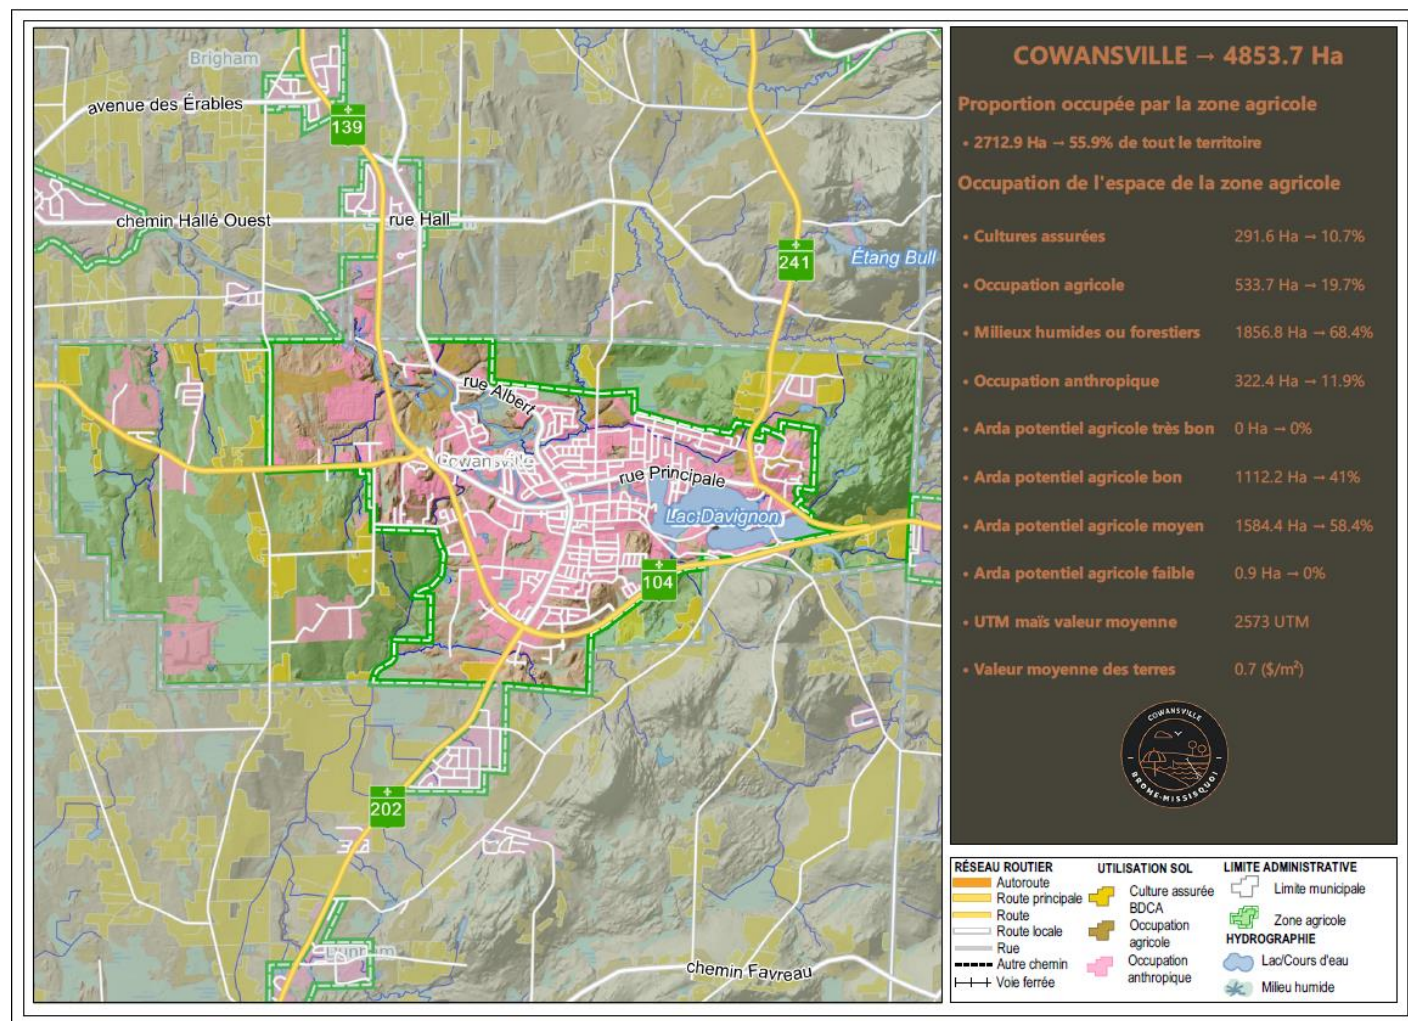 Brigham
avenue des Érables
139
chemin Hallé Ouest
rue Hall
241
Étang Bull
rue Albert
Cowansville
rue Principale
Lac Davignon
104
202
Dunham
chemin Favreau
COWANSVILLE → 4853.7 Ha
Proportion occupée par la zone agricole
• 2712.9 Ha → 55.9% de tout le territoire
Occupation de l'espace de la zone agricole
• Cultures assurées 291.6 Ha → 10.7%
• Occupation agricole 533.7 Ha → 19.7%
• Milieux humides ou forestiers 1856.8 Ha → 68.4%
• Occupation anthropique 322.4 Ha → 11.9%
• Arda potentiel agricole très bon 0 Ha → 0%
• Arda potentiel agricole bon 1112.2 Ha → 41%
• Arda potentiel agricole moyen 1584.4 Ha → 58.4%
• Arda potentiel agricole faible 0.9 Ha → 0%
• UTM maïs valeur moyenne 2573 UTM
• Valeur moyenne des terres 0.7 ($/m²)
COWANSVILLE
BROME-MISSISQUOI
RÉSEAU ROUTIER
Autoroute
Route principale
Route
Route locale
Rue
Autre chemin
Voie ferrée
UTILISATION SOL
Culture assurée
BDCA
Occupation
agricole
Occupation
anthropique
LIMITE ADMINISTRATIVE
Limite municipale
Zone agricole
HYDROGRAPHIE
Lac/Cours d'eau
Milieu humide